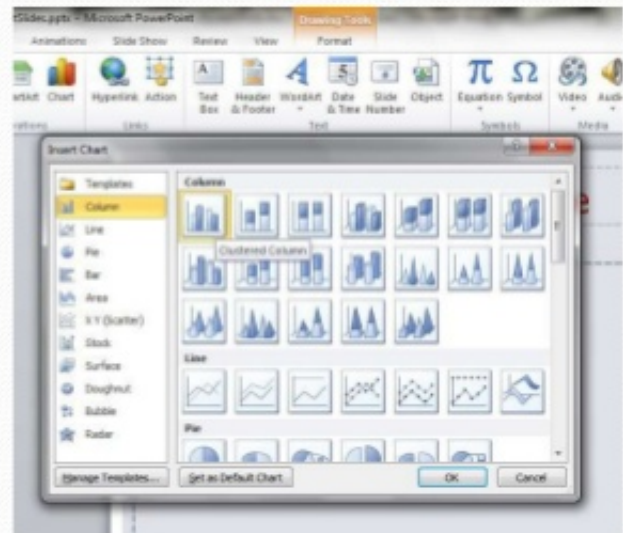 tSlides.pptx - Microsoft PowerPoint
Drawing Tools
Animations Slide Show Review View Format
Chart Hyperlink Action Text Box Header & Footer WordArt Date & Time Slide Number Object Equation Symbol Video
Links Text Symbols Media
Insert Chart
Templates
Column
Line
Pie
Bar
Area
X Y (Scatter)
Stock
Surface
Doughnut
Bubble
Radar
Column
Clustered Column
Line
Pie
Manage Templates... Set as Default Chart OK Cancel